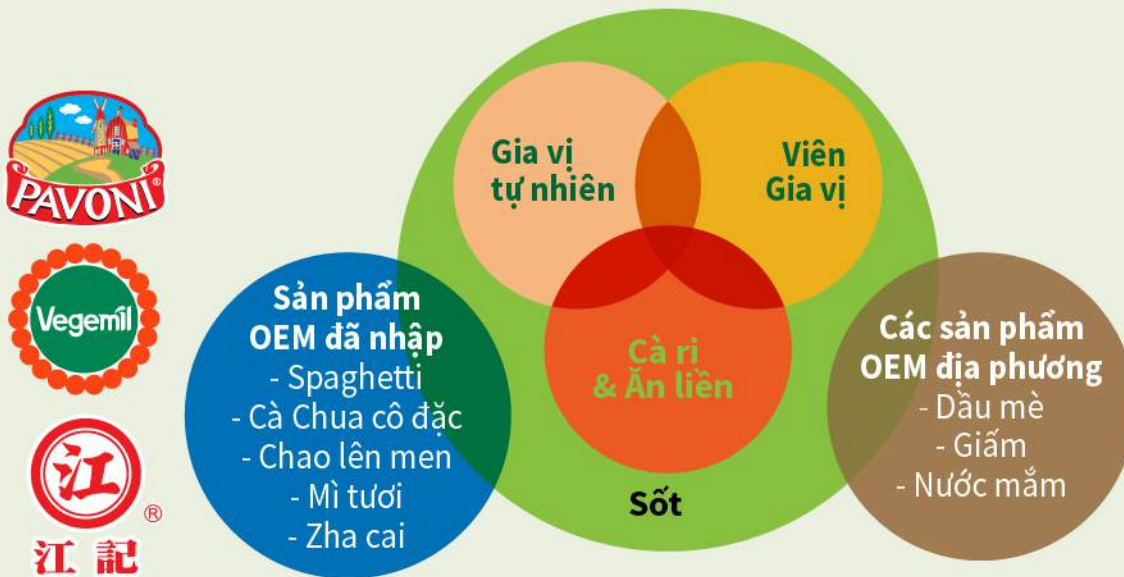 PAVONI®
Vegemil
江
®
江 記
Gia vị
tự nhiên
Viên
Gia vị
Cà ri
& Ăn liền
Sốt
Sản phẩm
OEM đã nhập
- Spaghetti
- Cà Chua cô đặc
- Chao lên men
- Mì tươi
- Zha cai
Các sản phẩm
OEM địa phương
- Dầu mè
- Giấm
- Nước mắm